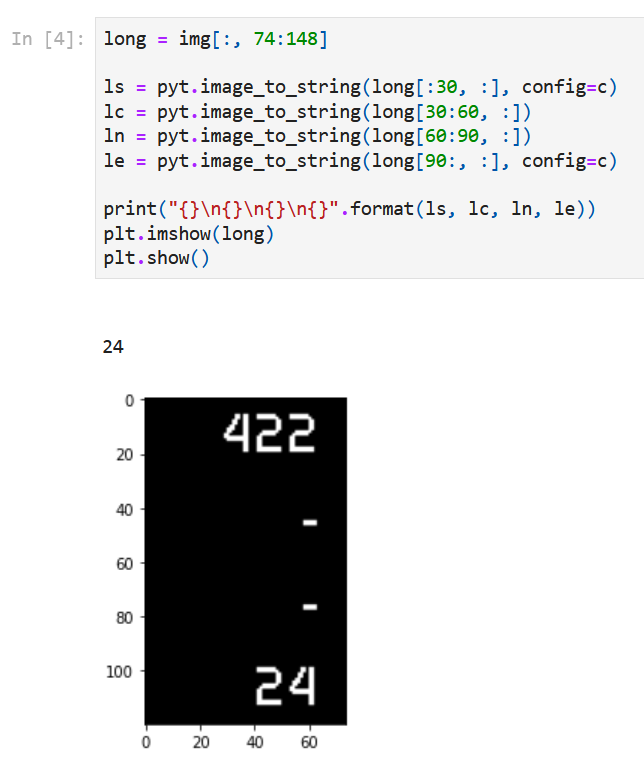 In [4]: long = img[:, 74:148]
ls = pyt.image_to_string(long[:30, :], config=c)
lc = pyt.image_to_string(long[30:60, :])
ln = pyt.image_to_string(long[60:90, :])
le = pyt.image_to_string(long[90:, :], config=c)
print("{}\n{}\n{}\n{}".format(ls, lc, ln, le))
plt.imshow(long)
plt.show()
24
0
20
40
60
80
100
422
-
-
24
0 20 40 60